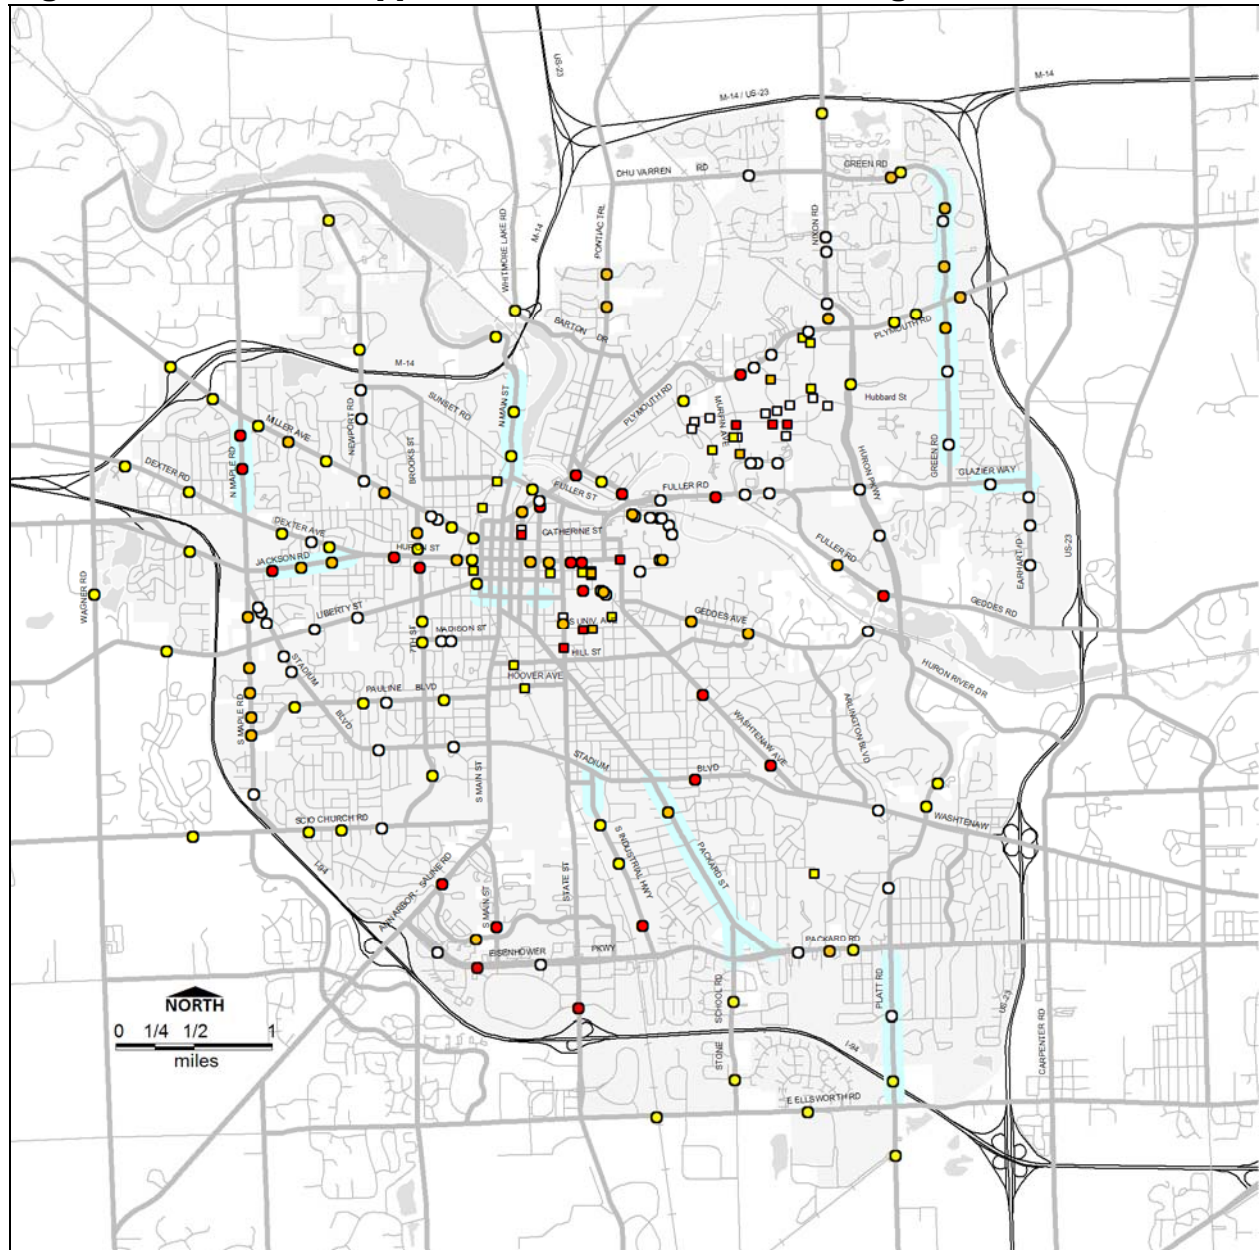 US-23
M-14
M-14 / US-23
DHU VARREN RD
GREEN RD
WHITMORE LAKE RD
M-14
PONTIAC TRL
NIXON RD
BARTON DR
PLYMOUTH RD
M-14
SUNSET RD
N MAIN ST
PLYMOUTH RD
MURFIN AVE
Hubbard St
MILLER AVE
NEWPORT RD
BROOKS ST
N MAPLE RD
DEXTER RD
HURON PKWY
GREEN RD
GLAZIER WAY
FULLER ST
FULLER RD
DEXTER AVE
HURON ST
CATHERINE ST
JACKSON RD
FULLER RD
EARHART RD
US-23
WAGNER RD
LIBERTY ST
GEDDES AVE
GEDDES RD
7TH ST
MADISON ST
S UNIV. AVE
HILL ST
STADIUM
HOOVER AVE
HURON RIVER DR
PAULINE BLVD
S MAPLE RD
BLVD
ARLINGTON BLVD
WASHTENAW AVE
STADIUM
BLVD
S MAIN ST
SCIO CHURCH RD
WASHTENAW
S INDUSTRIAL HWY
PACKARD ST
I-94
ANN ARBOR - SALINE RD
S MAIN ST
STATE ST
EISENHOWER
PKWY
PACKARD RD
PLATT RD
NORTH
0 1/4 1/2 1
miles
STONE SCHOOL RD
US-23
CARPENTER RD
I-94
E ELLSWORTH RD